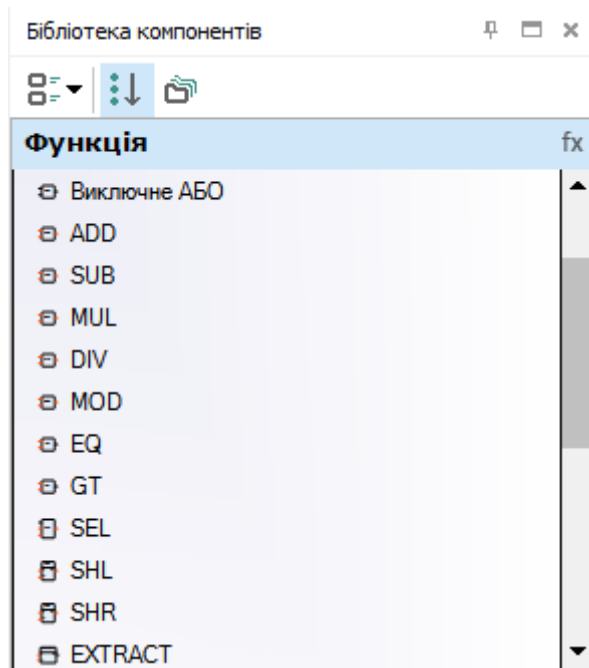 Бібліотека компонентів
Функція fx
Виключне АБО
ADD
SUB
MUL
DIV
MOD
EQ
GT
SEL
SHL
SHR
EXTRACT